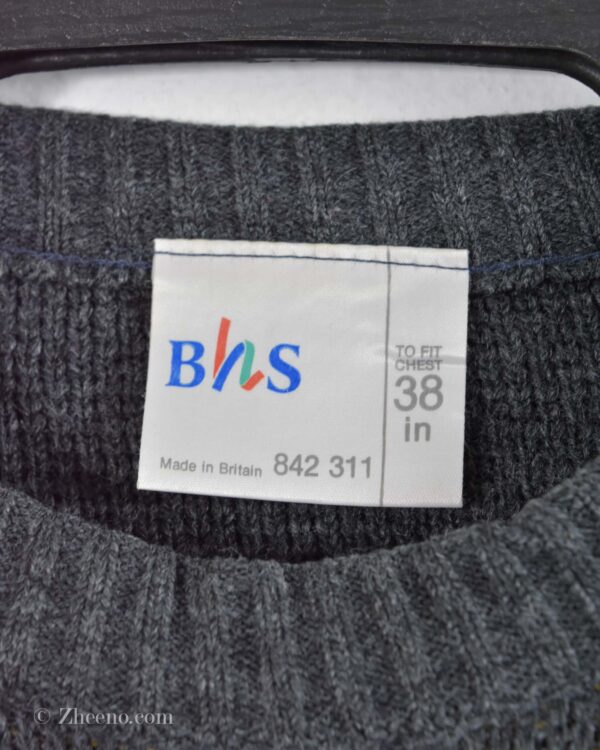 BhS
TO FIT
CHEST
38
in
Made in Britain 842 311
© Zheeno.com